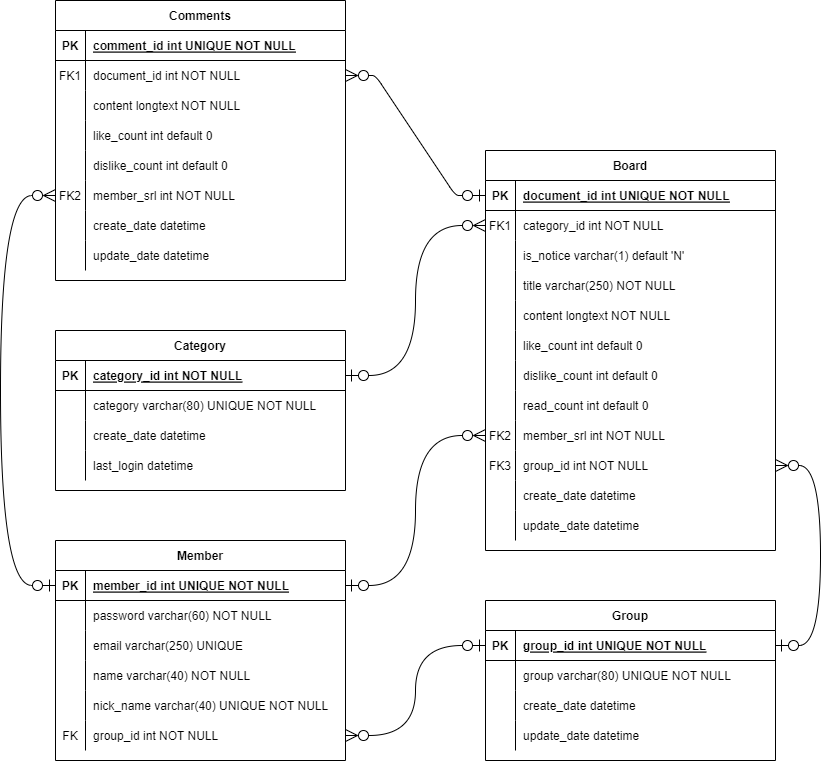 Comments
PK comment_id int UNIQUE NOT NULL
FK1 document_id int NOT NULL
content longtext NOT NULL
like_count int default 0
dislike_count int default 0
FK2 member_srl int NOT NULL
create_date datetime
update_date datetime
Category
PK category_id int NOT NULL
category varchar(80) UNIQUE NOT NULL
create_date datetime
last_login datetime
Member
PK member_id int UNIQUE NOT NULL
password varchar(60) NOT NULL
email varchar(250) UNIQUE
name varchar(40) NOT NULL
nick_name varchar(40) UNIQUE NOT NULL
FK group_id int NOT NULL
Board
PK document_id int UNIQUE NOT NULL
FK1 category_id int NOT NULL
is_notice varchar(1) default 'N'
title varchar(250) NOT NULL
content longtext NOT NULL
like_count int default 0
dislike_count int default 0
read_count int default 0
FK2 member_srl int NOT NULL
FK3 group_id int NOT NULL
create_date datetime
update_date datetime
Group
PK group_id int UNIQUE NOT NULL
group varchar(80) UNIQUE NOT NULL
create_date datetime
update_date datetime